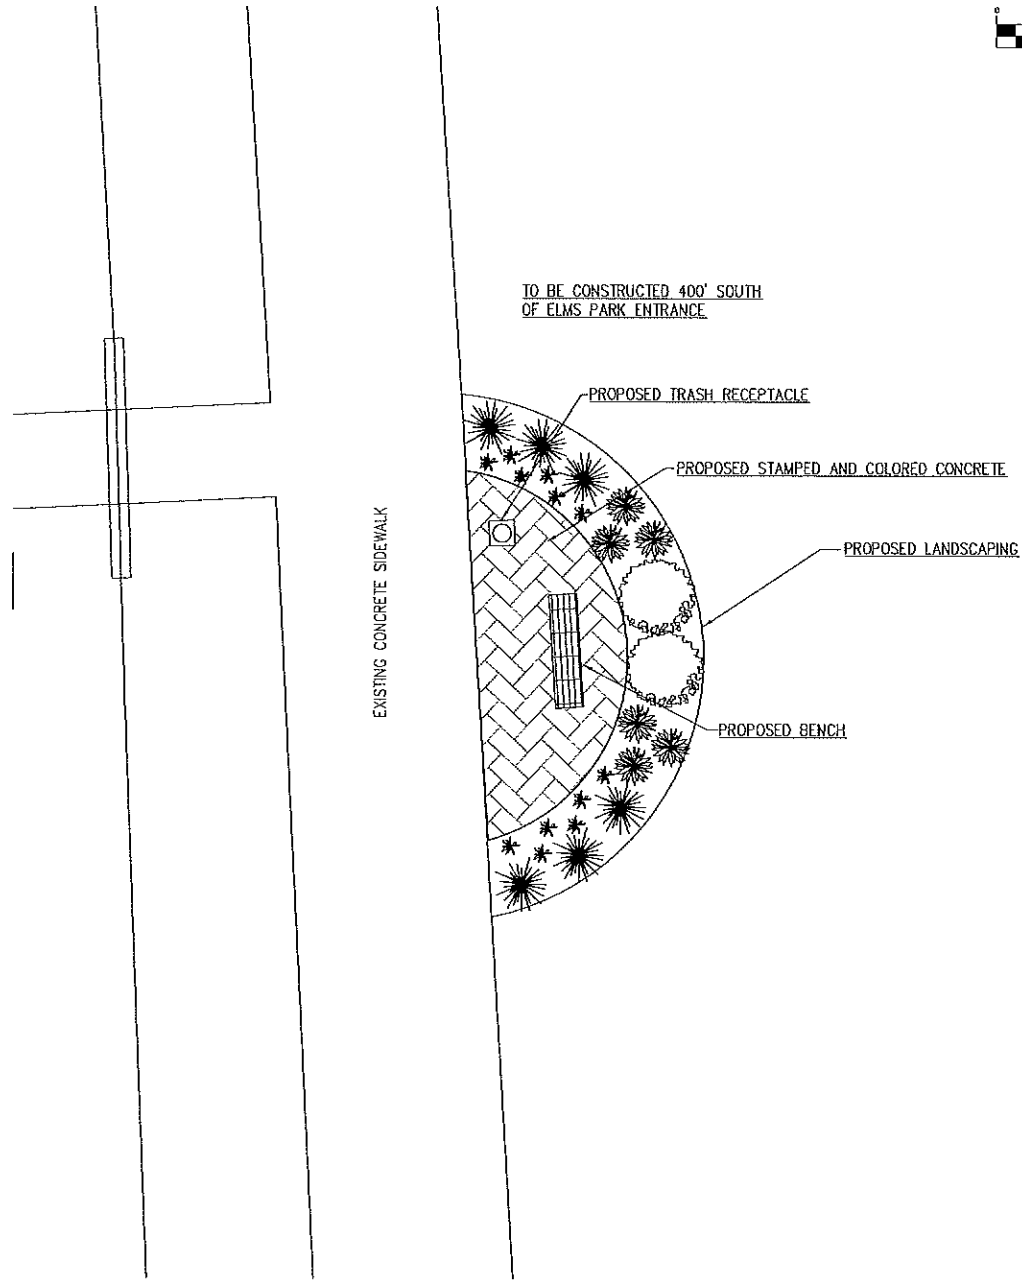 0
TO BE CONSTRUCTED 400' SOUTH
OF ELMS PARK ENTRANCE
PROPOSED TRASH RECEPTACLE
PROPOSED STAMPED AND COLORED CONCRETE
EXISTING CONCRETE SIDEWALK
PROPOSED LANDSCAPING
PROPOSED BENCH